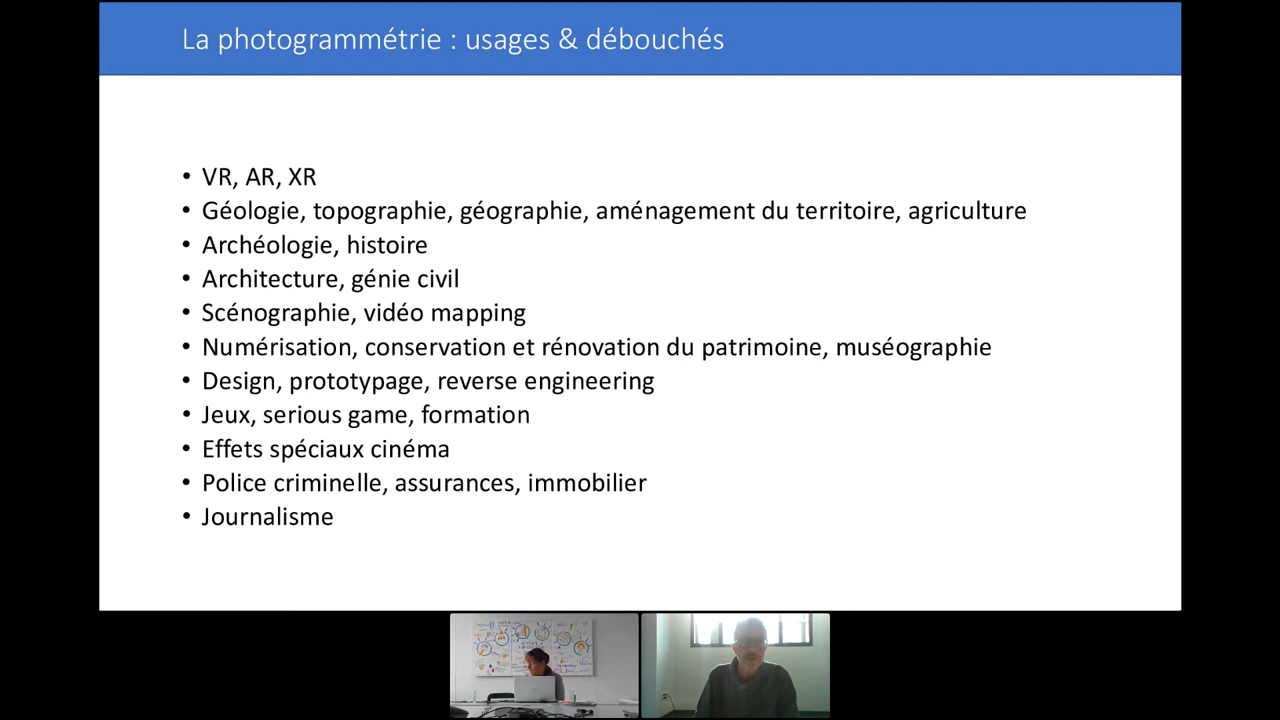 La photogrammétrie : usages & débouchés
• VR, AR, XR
• Géologie, topographie, géographie, aménagement du territoire, agriculture
• Archéologie, histoire
• Architecture, génie civil
• Scénographie, vidéo mapping
• Numérisation, conservation et rénovation du patrimoine, muséographie
• Design, prototypage, reverse engineering
• Jeux, serious game, formation
• Effets spéciaux cinéma
• Police criminelle, assurances, immobilier
• Journalisme